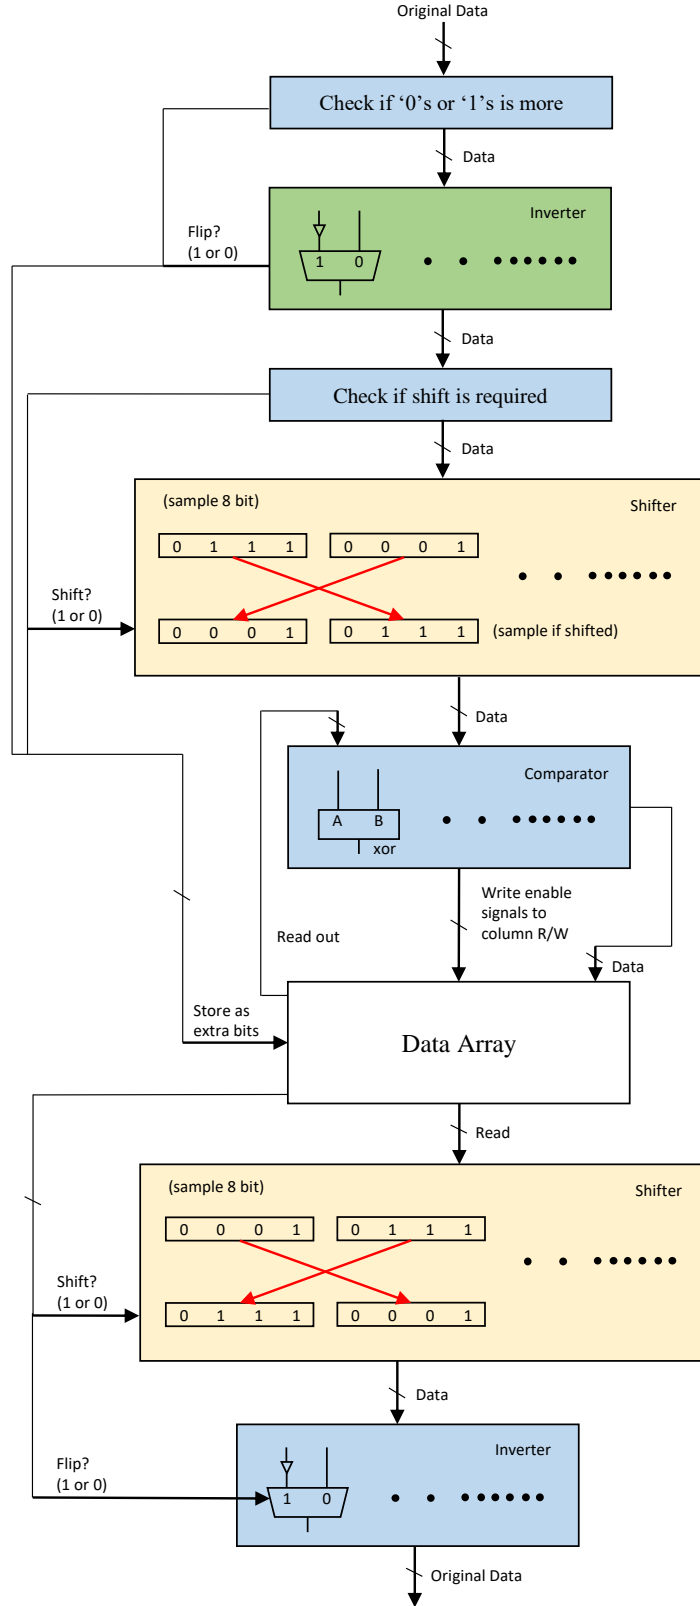 Original Data
Check if ‘0’s or ‘1’s is more
Data
Inverter
Flip?
(1 or 0)
1 0
Data
Check if shift is required
Data
(sample 8 bit)
Shifter
0 1 1 1 0 0 0 1
Shift?
(1 or 0)
0 0 0 1 0 1 1 1 (sample if shifted)
Data
Comparator
A B
xor
Write enable
signals to
column R/W
Read out
Data
Store as
extra bits
Data Array
Read
(sample 8 bit)
Shifter
0 0 0 1 0 1 1 1
Shift?
(1 or 0)
0 1 1 1 0 0 0 1
Data
Inverter
Flip?
(1 or 0)
1 0
Original Data